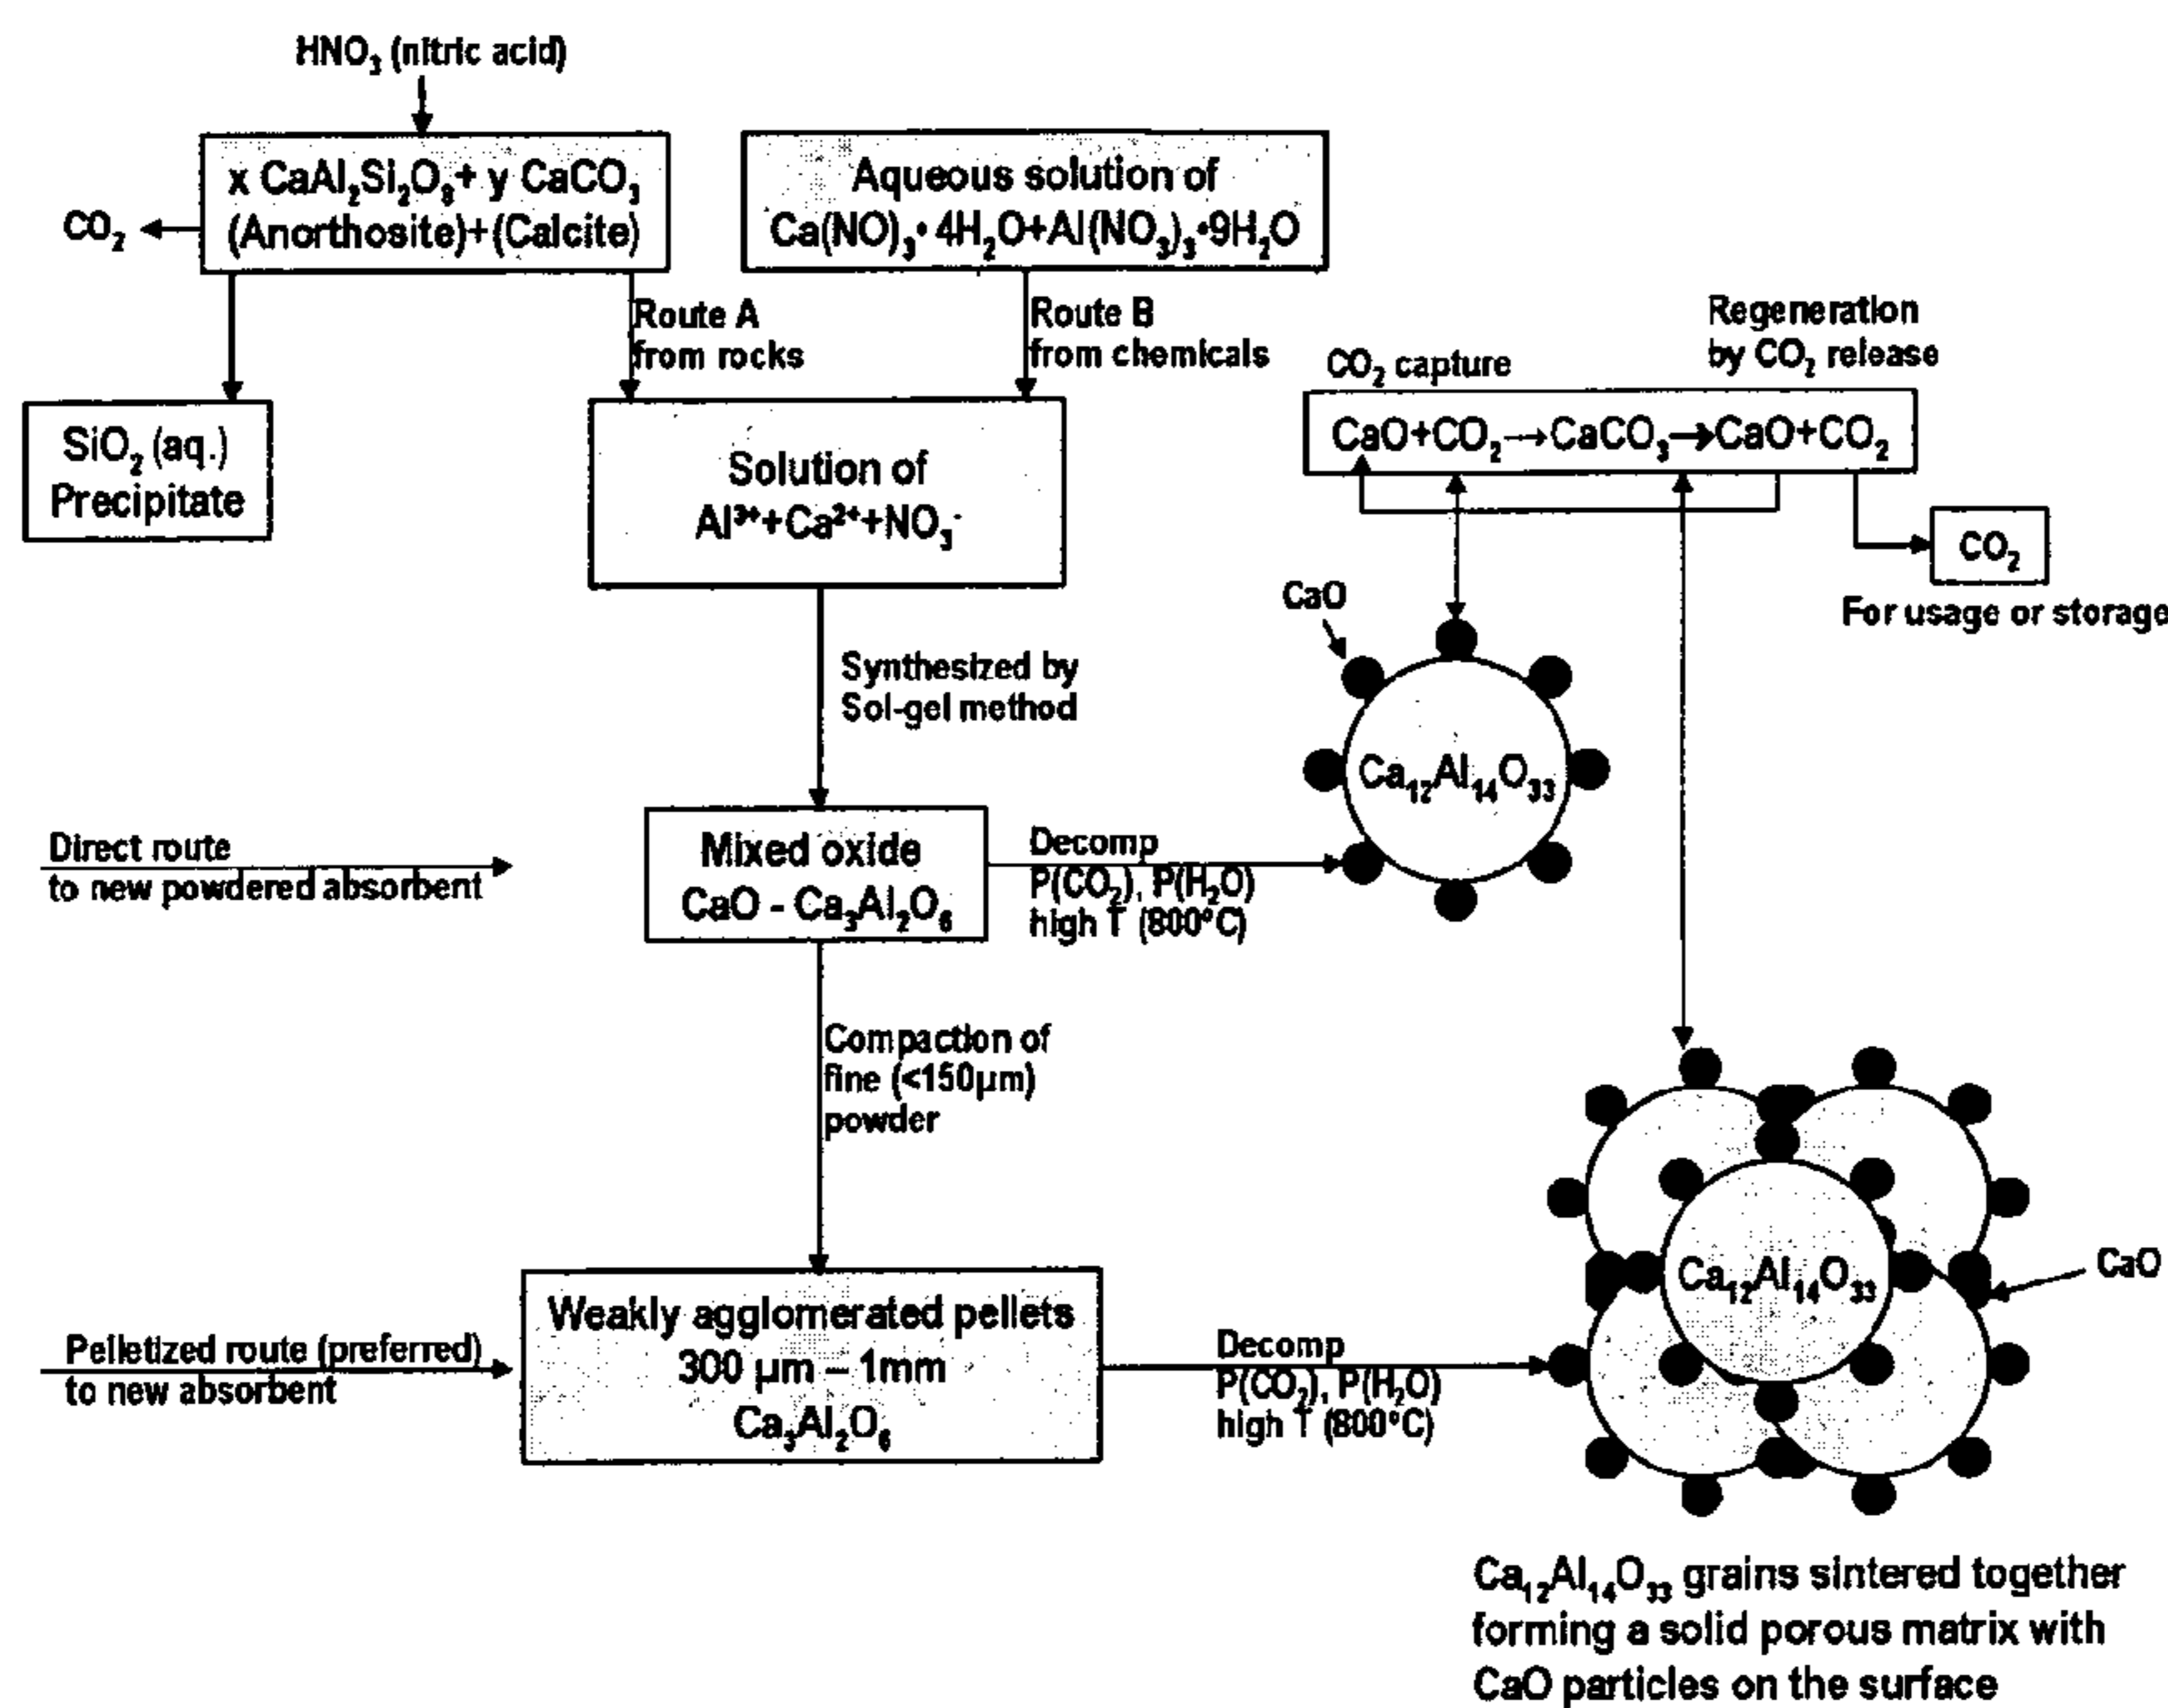 HNO₃ (nitric acid)
x CaAl₂Si₂O₈+ y CaCO₃
(Anorthosite)+(Calcite)
CO₂
Aqueous solution of
Ca(NO)₃• 4H₂O+Al(NO₃)₃•9H₂O
Route A
from rocks
Route B
from chemicals
SiO₂ (aq.)
Precipitate
Solution of
Al³⁺+Ca²⁺+NO₃⁻
CO₂ capture
Regeneration
by CO₂ release
CaO+CO₂→CaCO₃→CaO+CO₂
CO₂
For usage or storage
Synthesized by
Sol-gel method
CaO
Ca₁₂Al₁₄O₃₃
Direct route
to new powdered absorbent
Mixed oxide
CaO - Ca₃Al₂O₆
Decomp
P(CO₂), P(H₂O)
high T (800°C)
Compaction of
fine (<150µm)
powder
Pelletized route (preferred)
to new absorbent
Weakly agglomerated pellets
300 µm – 1mm
Ca₃Al₂O₆
Decomp
P(CO₂), P(H₂O)
high T (800°C)
Ca₁₂Al₁₄O₃₃
CaO
Ca₁₂Al₁₄O₃₃ grains sintered together
forming a solid porous matrix with
CaO particles on the surface